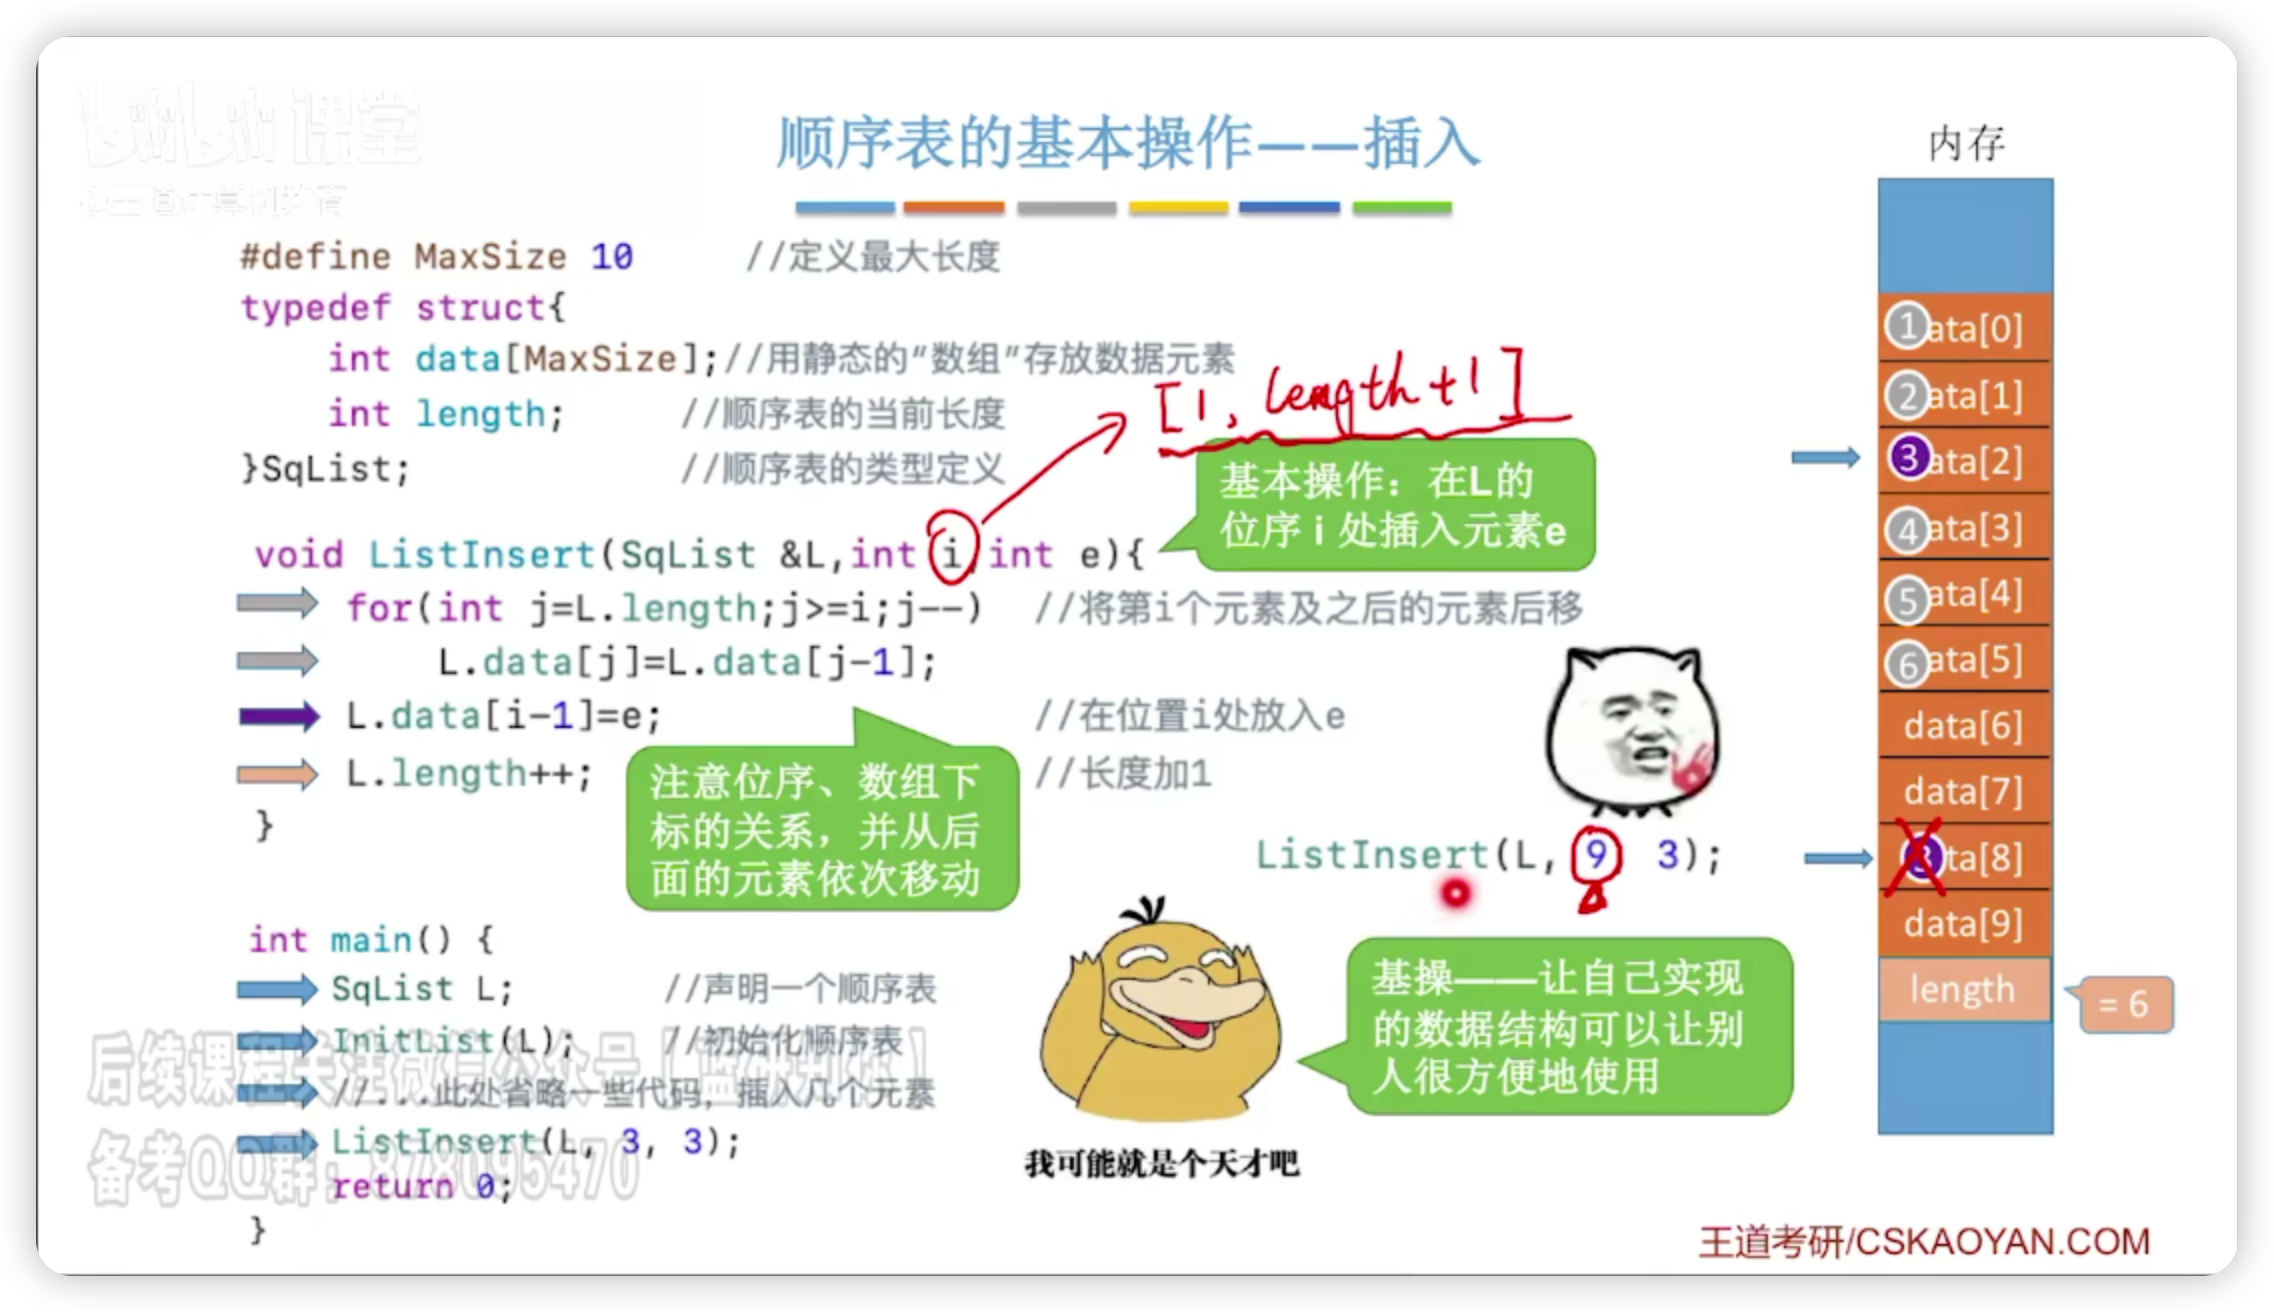 课堂
顺序表的基本操作——插入
内存
#define MaxSize 10 //定义最大长度
typedef struct{
int data[MaxSize];//用静态的"数组"存放数据元素
int length; //顺序表的当前长度
}SqList; //顺序表的类型定义
[1, length+1]
基本操作：在L的
位序 i 处插入元素e
void ListInsert(SqList &L,int i,int e){
for(int j=L.length;j>=i;j--) //将第i个元素及之后的元素后移
L.data[j]=L.data[j-1];
L.data[i-1]=e; //在位置i处放入e
L.length++; //长度加1
}
注意位序、数组下
标的关系，并从后
面的元素依次移动
ListInsert(L, 9 3);
int main() {
SqList L; //声明一个顺序表
InitList(L); //初始化顺序表
//...此处省略一些代码，插入几个元素
ListInsert(L, 3, 3);
return 0;
}
后续课程关注微信公众号
备考QQ群：878095470
我可能就是个天才吧
基操——让自己实现
的数据结构可以让别
人很方便地使用
1 ata[0]
2 ata[1]
3 ata[2]
4 ata[3]
5 ata[4]
6 ata[5]
data[6]
data[7]
3 ta[8]
data[9]
length
= 6
王道考研/CSKAOYAN.COM